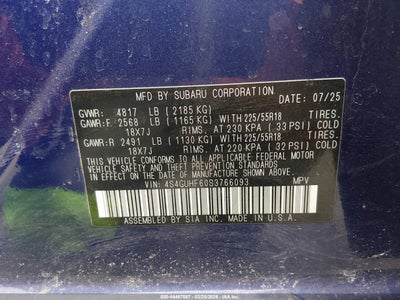 MFD BY SUBARU CORPORATION DATE: 07/25
GVWR: 4817 LB (2185 KG)
GAWR:F 2568 LB (1165 KG) TIRES WITH 225/55R18
18X7J RIMS. AT 230 KPA ( 33 PSI) COLD
GAWR:R 2491 LB (1130 KG) TIRES WITH 225/55R18
18X7J RIMS. AT 220 KPA ( 32 PSI) COLD
THIS VEHICLE CONFORMS TO ALL APPLICABLE FEDERAL MOTOR
VEHICLE SAFETY AND THEFT PREVENTION STANDARDS IN
EFFECT ON THE DATE OF MANUFACTURE SHOWN ABOVE.
VIN: 4S4GUHF60S3766093 MPV
ASSEMBLED BY SIA INC. MADE IN U.S.A.